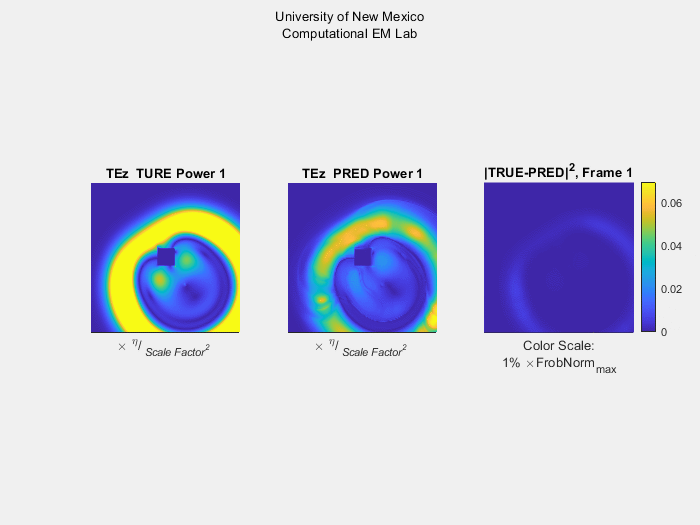 University of New Mexico
Computational EM Lab
TEz TURE Power 1
TEz PRED Power 1
|TRUE-PRED|², Frame 1
0.06
0.04
0.02
0
× η/ Scale Factor²
× η/ Scale Factor²
Color Scale:
1% ×FrobNorm_max